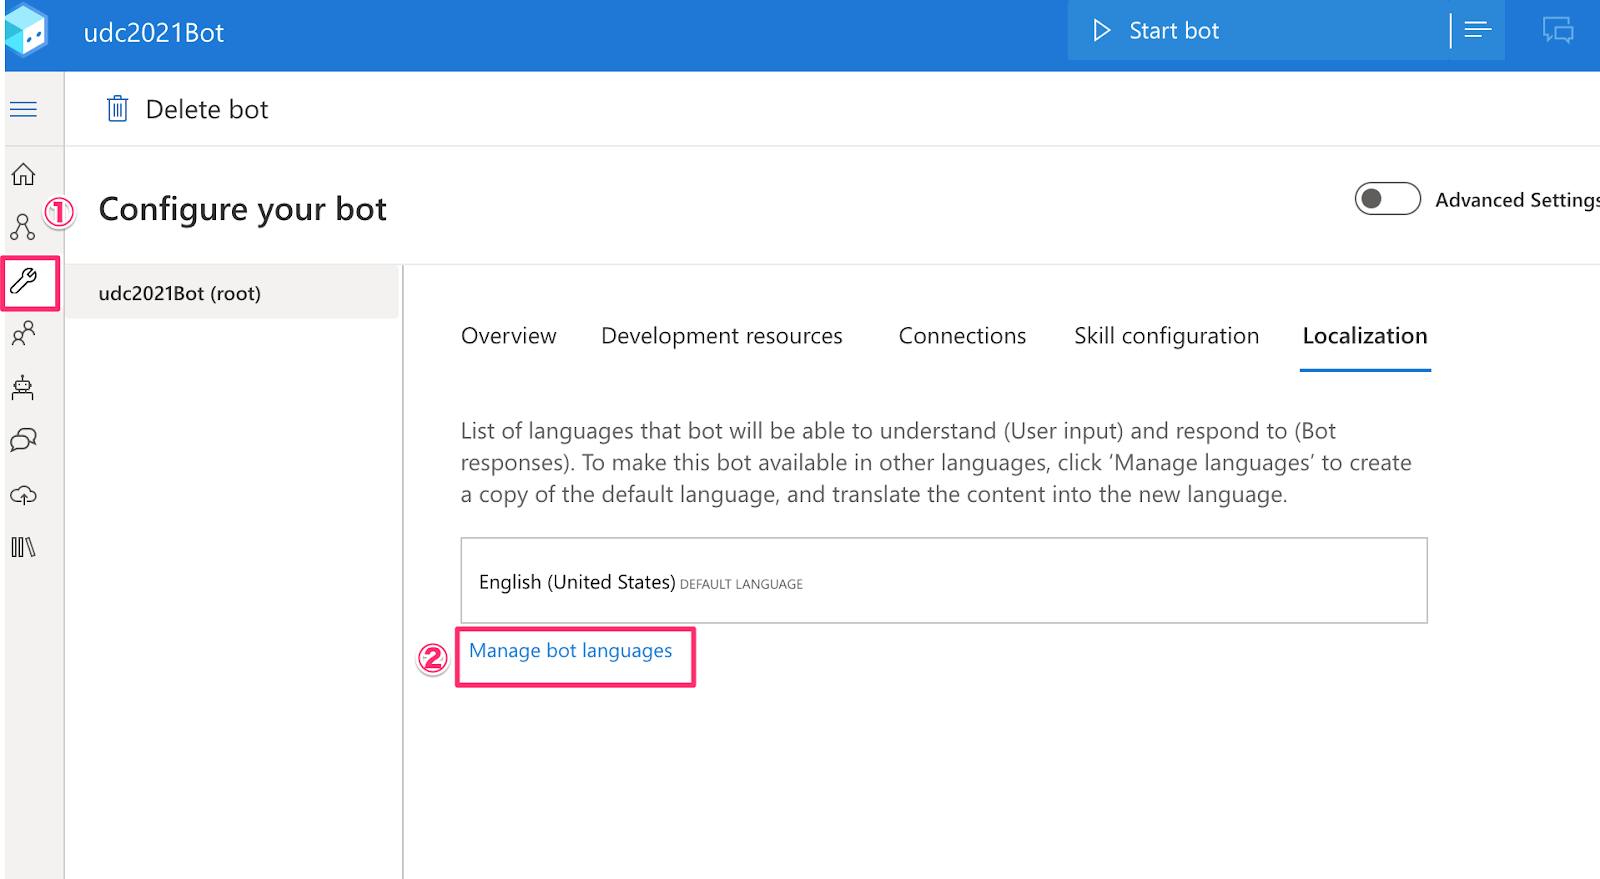 udc2021Bot
Start bot
Delete bot
①
Configure your bot
Advanced Settings
udc2021Bot (root)
Overview Development resources Connections Skill configuration Localization
List of languages that bot will be able to understand (User input) and respond to (Bot
responses). To make this bot available in other languages, click ‘Manage languages’ to create
a copy of the default language, and translate the content into the new language.
English (United States) DEFAULT LANGUAGE
② Manage bot languages